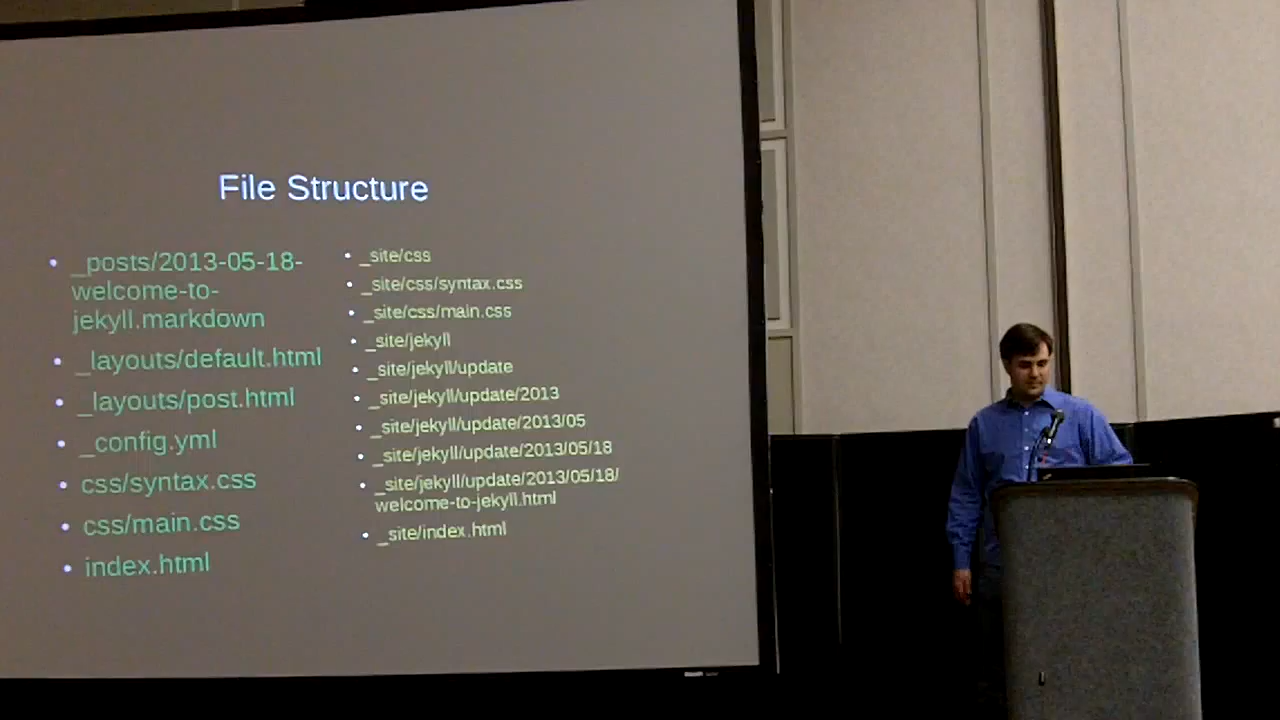 File Structure
_posts/2013-05-18-
welcome-to-
jekyll.markdown
_layouts/default.html
_layouts/post.html
_config.yml
css/syntax.css
css/main.css
index.html
_site/css
_site/css/syntax.css
_site/css/main.css
_site/jekyll
_site/jekyll/update
_site/jekyll/update/2013
_site/jekyll/update/2013/05
_site/jekyll/update/2013/05/18
_site/jekyll/update/2013/05/18/
welcome-to-jekyll.html
_site/index.html